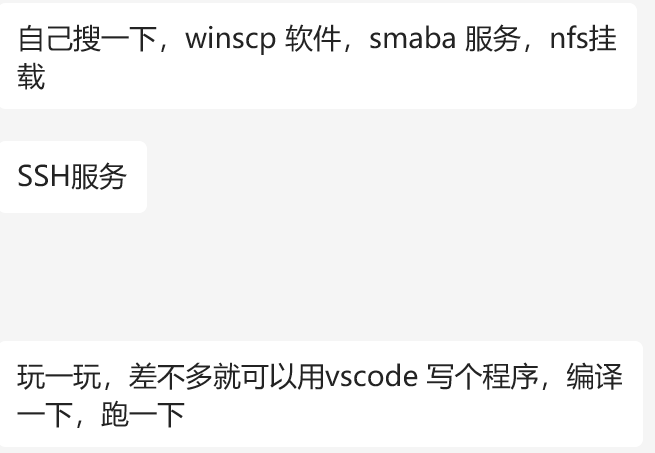 自己搜一下，winscp 软件，smaba 服务，nfs挂
载
SSH服务
玩一玩，差不多就可以用vscode 写个程序，编译
一下，跑一下